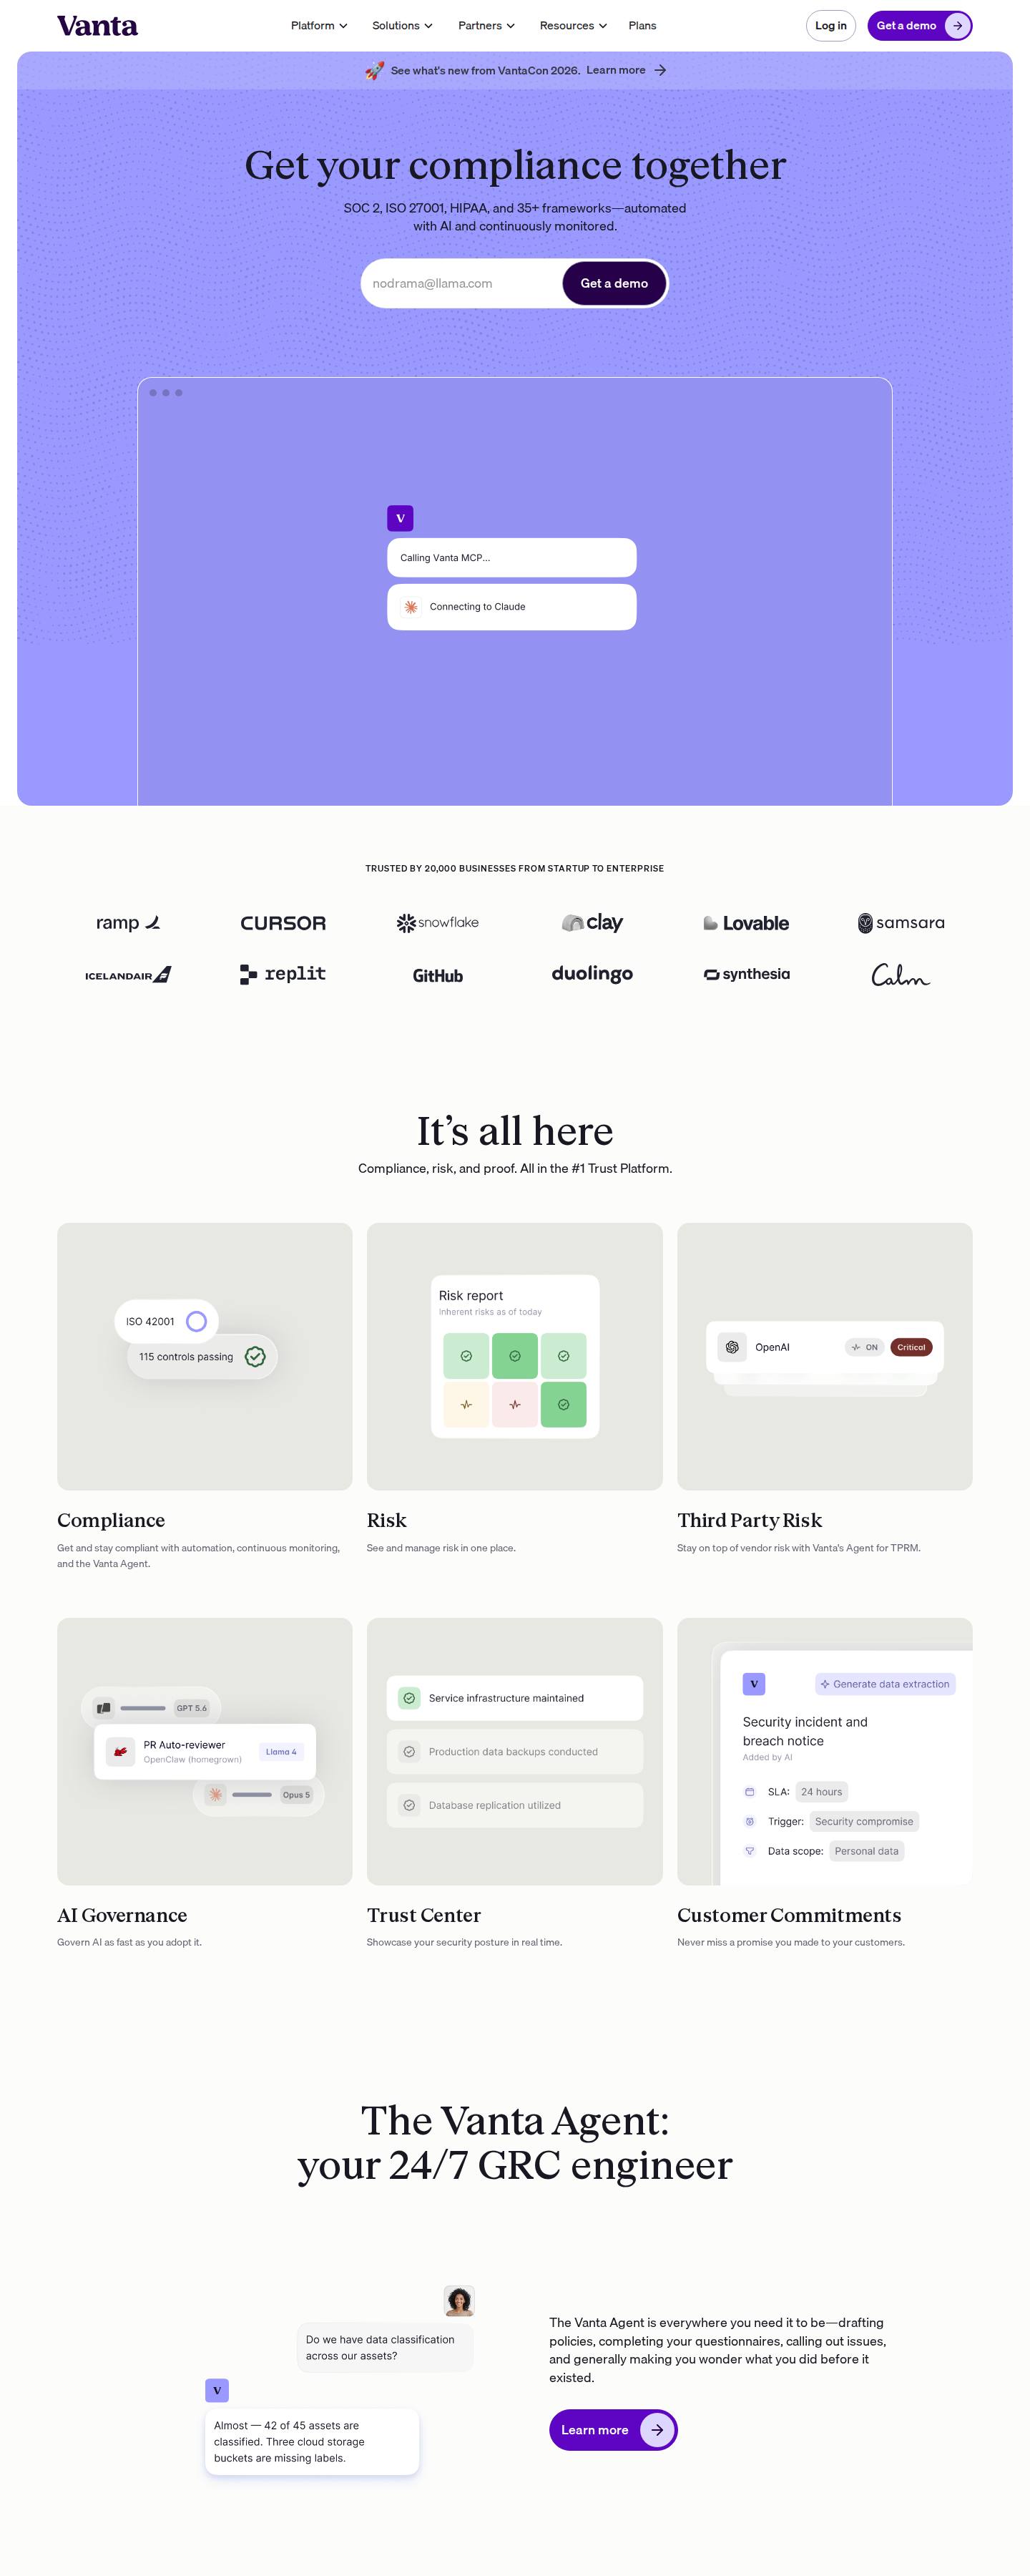 Vanta
Platform
Solutions
Partners
Resources
Plans
Log in
Get a demo
See what's new from VantaCon 2026. Learn more
Get your compliance together
SOC 2, ISO 27001, HIPAA, and 35+ frameworks—automated
with AI and continuously monitored.
nodrama@llama.com
Get a demo
V
Calling Vanta MCP...
Connecting to Claude
TRUSTED BY 20,000 BUSINESSES FROM STARTUP TO ENTERPRISE
ramp
CURSOR
snowflake
clay
Lovable
samsara
ICELANDAIR
replit
GitHub
duolingo
synthesia
Calm
It's all here
Compliance, risk, and proof. All in the #1 Trust Platform.
ISO 42001
115 controls passing
Risk report
Inherent risks as of today
OpenAI
ON
Critical
Compliance
Get and stay compliant with automation, continuous monitoring,
and the Vanta Agent.
Risk
See and manage risk in one place.
Third Party Risk
Stay on top of vendor risk with Vanta's Agent for TPRM.
GPT 5.6
PR Auto-reviewer
OpenClaw (homegrown)
Llama 4
Opus 5
Service infrastructure maintained
Production data backups conducted
Database replication utilized
V
Generate data extraction
Security incident and
breach notice
Added by AI
SLA: 24 hours
Trigger: Security compromise
Data scope: Personal data
AI Governance
Govern AI as fast as you adopt it.
Trust Center
Showcase your security posture in real time.
Customer Commitments
Never miss a promise you made to your customers.
The Vanta Agent:
your 24/7 GRC engineer
Do we have data classification
across our assets?
V
Almost — 42 of 45 assets are
classified. Three cloud storage
buckets are missing labels.
The Vanta Agent is everywhere you need it to be—drafting
policies, completing your questionnaires, calling out issues,
and generally making you wonder what you did before it
existed.
Learn more